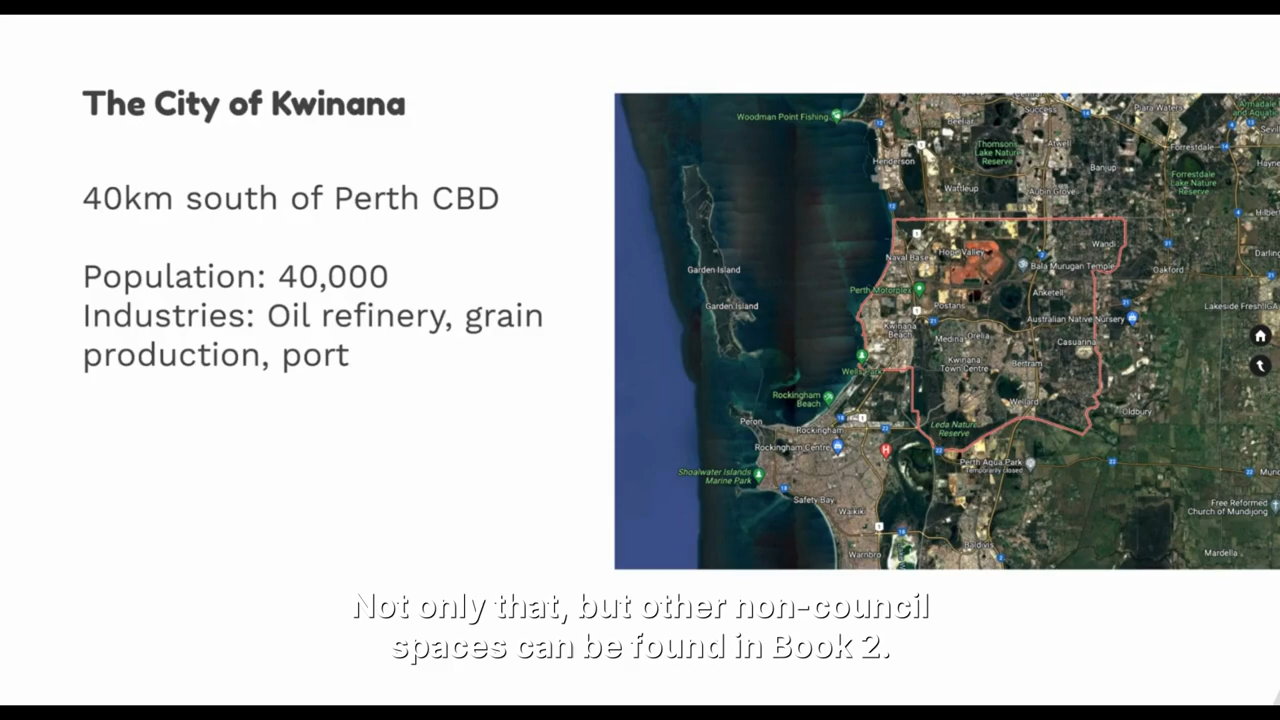 The City of Kwinana
40km south of Perth CBD
Population: 40,000
Industries: Oil refinery, grain
production, port
Woodman Point Fishing
Success
Piara Waters
Armadale
Beeliar
Henderson
Thomsons
Lake Nature
Reserve
Atwell
Banjup
Forrestdale
Forrestdale
Lake Nature
Reserve
Wattleup
Aubin Grove
Garden Island
Garden Island
Naval Base
Hope Valley
Wandi
Bala Murugan Temple
Oakford
Perth Motorplex
Anketell
Postans
Lakeside Fresh IGA
Kwinana
Beach
Australian Native Nursery
Medina
Orelia
Casuarina
Kwinana
Town Centre
Bertram
Wells Park
Rockingham
Beach
Wellard
Oldbury
Peron
Rockingham
Leda Nature
Reserve
Rockingham Centre
Perth Aqua Park
Temporarily closed
Shoalwater Islands
Marine Park
Safety Bay
Waikiki
Free Reformed
Church of Mundijong
Baldivis
Warnbro
Mardella
Not only that, but other non-council
spaces can be found in Book 2.